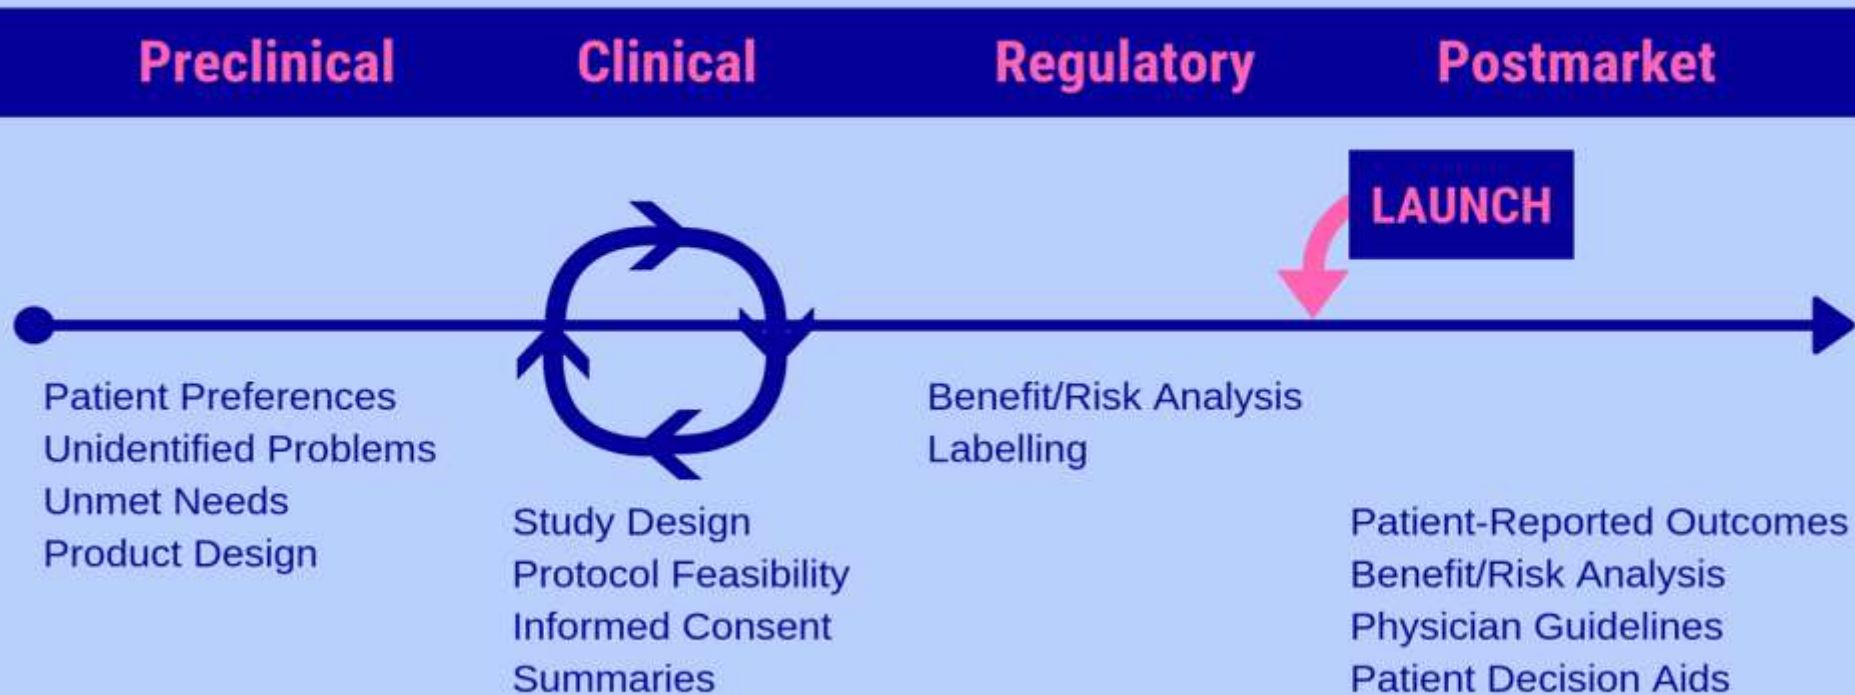 Preclinical
Clinical
Regulatory
Postmarket
LAUNCH
Patient Preferences
Unidentified Problems
Unmet Needs
Product Design
Study Design
Protocol Feasibility
Informed Consent
Summaries
Benefit/Risk Analysis
Labelling
Patient-Reported Outcomes
Benefit/Risk Analysis
Physician Guidelines
Patient Decision Aids